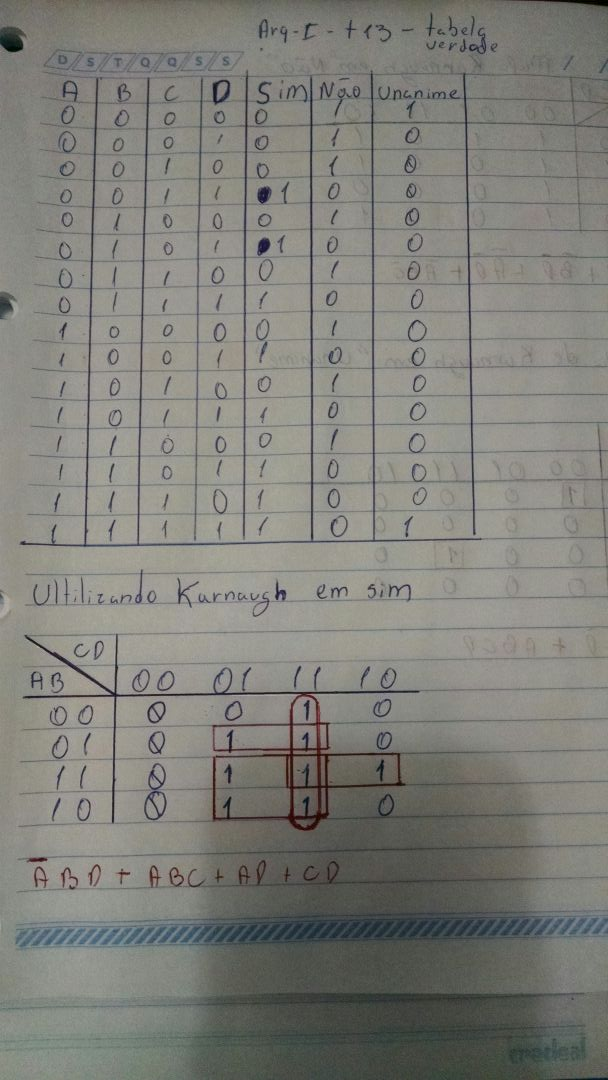 Arq-I - t13 - tabela
verdade
D S T Q Q S S
A B C D Sim Não Unanime
0 0 0 0 0 1 1
0 0 0 1 0 1 0
0 0 1 0 0 1 0
0 0 1 1 1 0 0
0 1 0 0 0 1 0
0 1 0 1 1 0 0
0 1 1 0 0 1 0
0 1 1 1 1 0 0
1 0 0 0 0 1 0
1 0 0 1 1 0 0
1 0 1 0 0 1 0
1 0 1 1 1 0 0
1 1 0 0 0 1 0
1 1 0 1 1 0 0
1 1 1 0 1 0 0
1 1 1 1 1 0 1
Ultilizando Karnaugh em sim
CD
AB 00 01 11 10
00 0 0 1 0
01 0 1 1 0
11 0 1 1 1
10 0 1 1 0
A̅BD + ABC + AD + CD
credeal